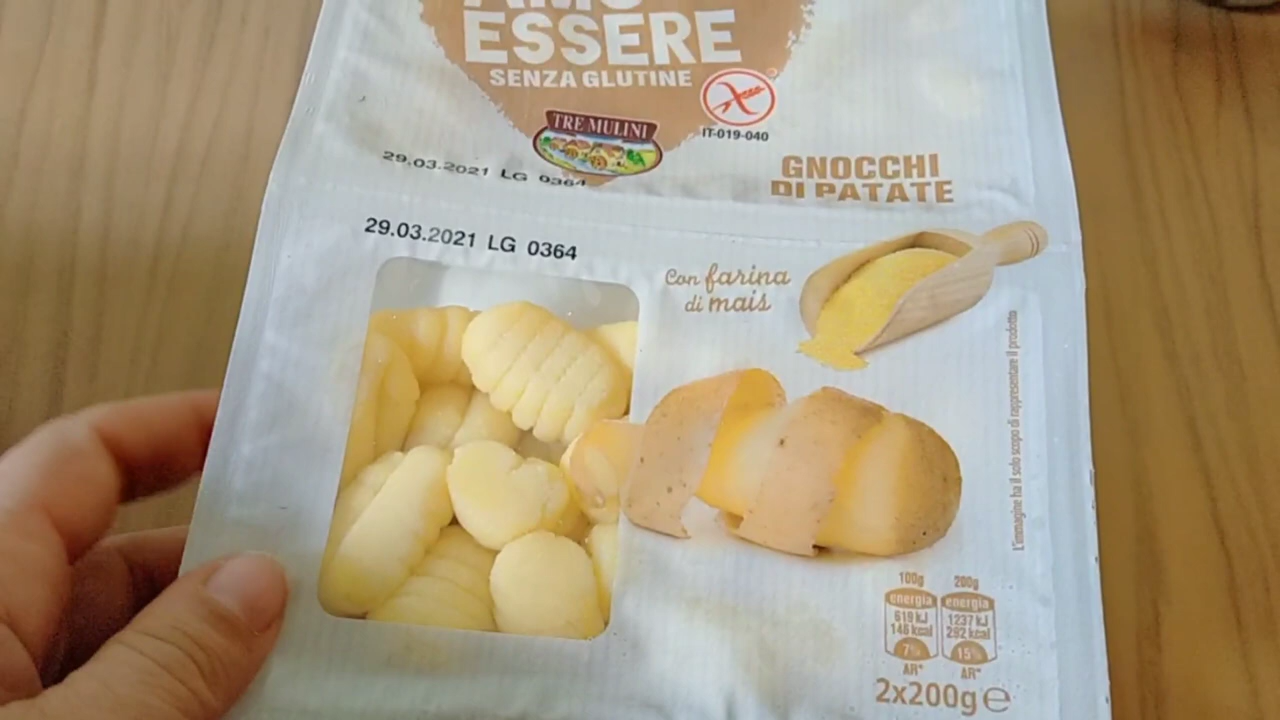 ESSERE
SENZA GLUTINE
TRE MULINI
IT-019-040
29.03.2021 LG 0364
GNOCCHI
DI PATATE
29.03.2021 LG 0364
Con farina
di mais
L'immagine ha il solo scopo di rappresentare il prodotto
100g 200g
energia energia
619 kJ 1237 kJ
146 kcal 292 kcal
7% 15%
AR* AR*
2x200g e